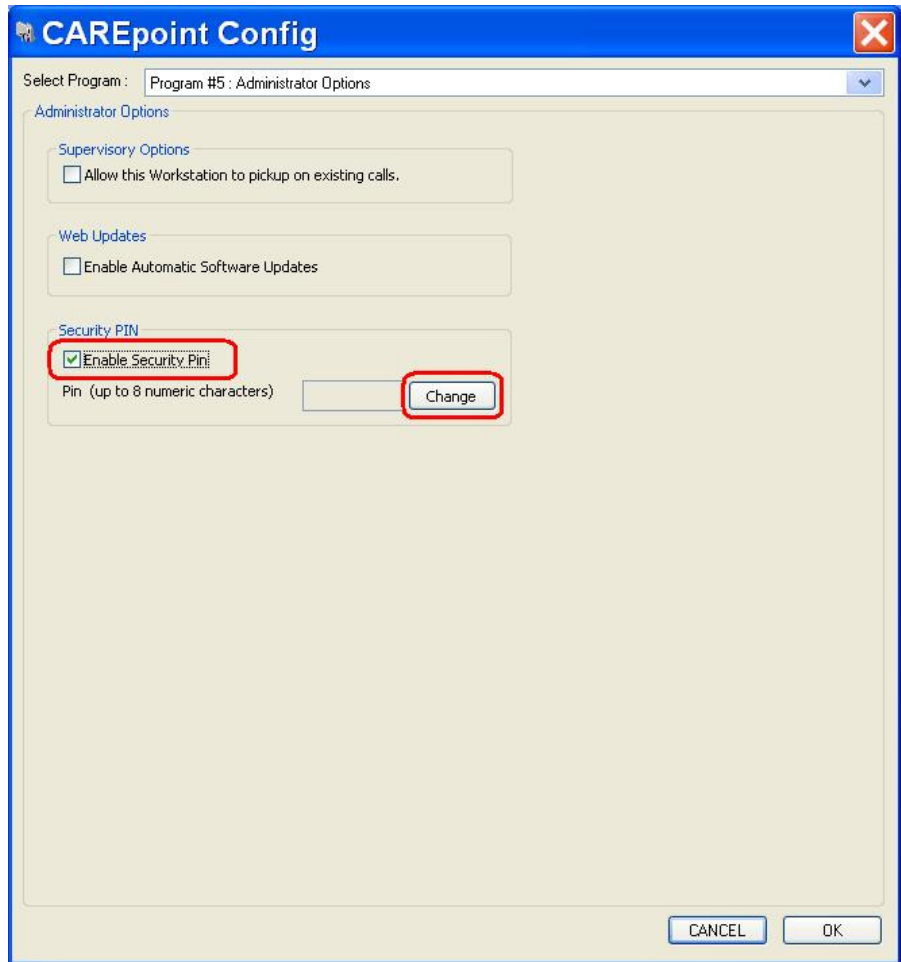 CAREpoint Config
Select Program : Program #5 : Administrator Options
Administrator Options
Supervisory Options
Allow this Workstation to pickup on existing calls.
Web Updates
Enable Automatic Software Updates
Security PIN
Enable Security Pin
Pin (up to 8 numeric characters) Change
CANCEL OK